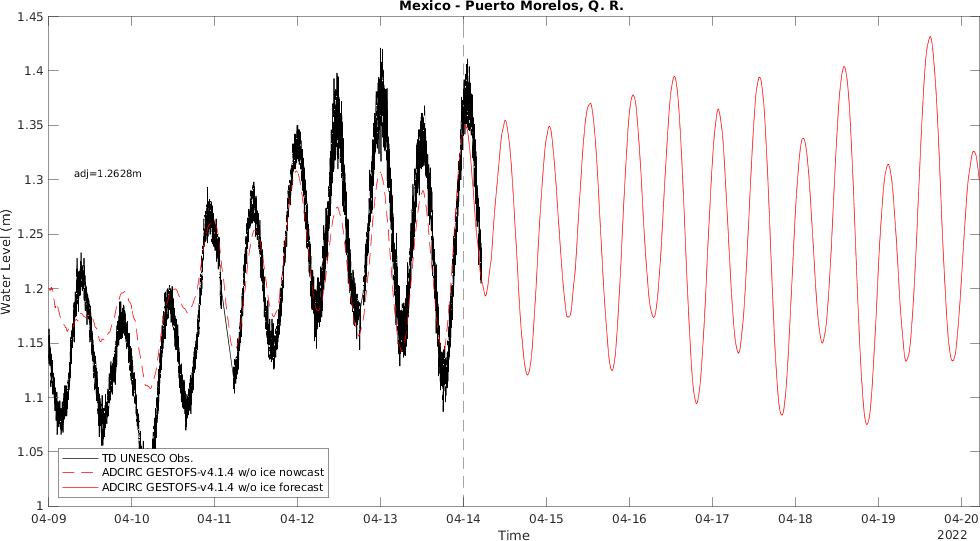 Mexico - Puerto Morelos, Q. R.
1.45
1.4
1.35
1.3
1.25
1.2
1.15
1.1
1.05
1
Water Level (m)
adj=1.2628m
TD UNESCO Obs.
ADCIRC GESTOFS-v4.1.4 w/o ice nowcast
ADCIRC GESTOFS-v4.1.4 w/o ice forecast
04-09 04-10 04-11 04-12 04-13 04-14 04-15 04-16 04-17 04-18 04-19 04-20
Time
2022